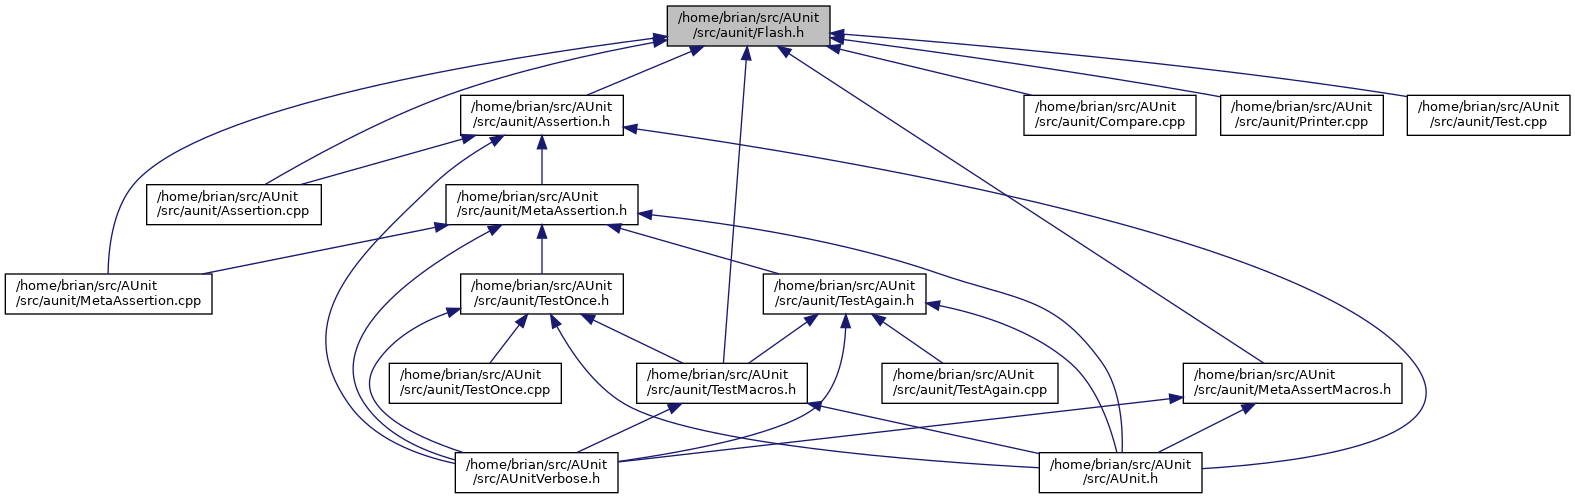 /home/brian/src/AUnit
/src/aunit/Flash.h
/home/brian/src/AUnit
/src/aunit/Assertion.h
/home/brian/src/AUnit
/src/aunit/Compare.cpp
/home/brian/src/AUnit
/src/aunit/Printer.cpp
/home/brian/src/AUnit
/src/aunit/Test.cpp
/home/brian/src/AUnit
/src/aunit/Assertion.cpp
/home/brian/src/AUnit
/src/aunit/MetaAssertion.h
/home/brian/src/AUnit
/src/aunit/MetaAssertion.cpp
/home/brian/src/AUnit
/src/aunit/TestOnce.h
/home/brian/src/AUnit
/src/aunit/TestAgain.h
/home/brian/src/AUnit
/src/aunit/TestOnce.cpp
/home/brian/src/AUnit
/src/aunit/TestMacros.h
/home/brian/src/AUnit
/src/aunit/TestAgain.cpp
/home/brian/src/AUnit
/src/aunit/MetaAssertMacros.h
/home/brian/src/AUnit
/src/AUnitVerbose.h
/home/brian/src/AUnit
/src/AUnit.h